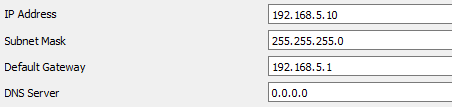 IP Address 192.168.5.10
Subnet Mask 255.255.255.0
Default Gateway 192.168.5.1
DNS Server 0.0.0.0